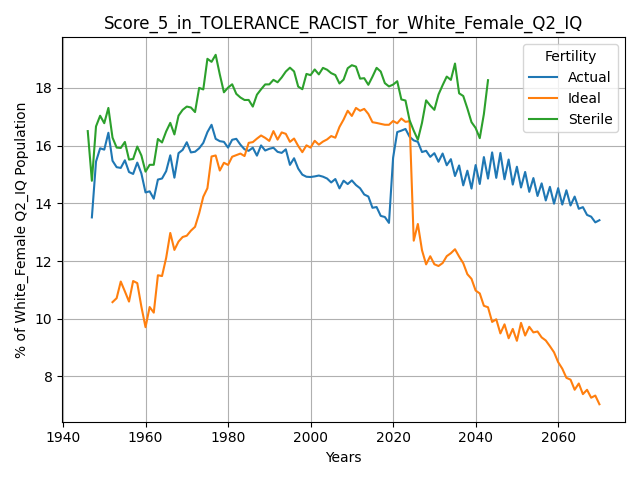 Score_5_in_TOLERANCE_RACIST_for_White_Female_Q2_IQ
% of White_Female Q2_IQ Population
18
16
14
12
10
8
Fertility
Actual
Ideal
Sterile
1940 1960 1980 2000 2020 2040 2060
Years